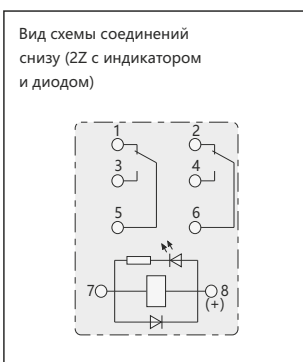 Вид схемы соединений
снизу (2Z с индикатором
и диодом)
1 2
3 4
5 6
7 8
(+)